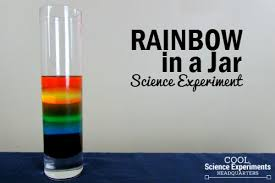 RAINBOW
in a Jar
Science Experiment
COOL
Science Experiments
HEADQUARTERS